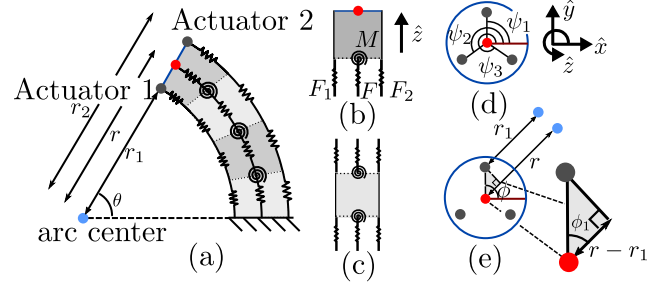 Actuator 2
Actuator 1
r₂
r
r₁
θ
arc center
(a)
M
ẑ
F₁
F
F₂
(b)
(c)
ψ₁
ψ₂
ψ₃
(d)
ŷ
x̂
ẑ
r₁
r
ϕ
(e)
ϕ₁
r − r₁